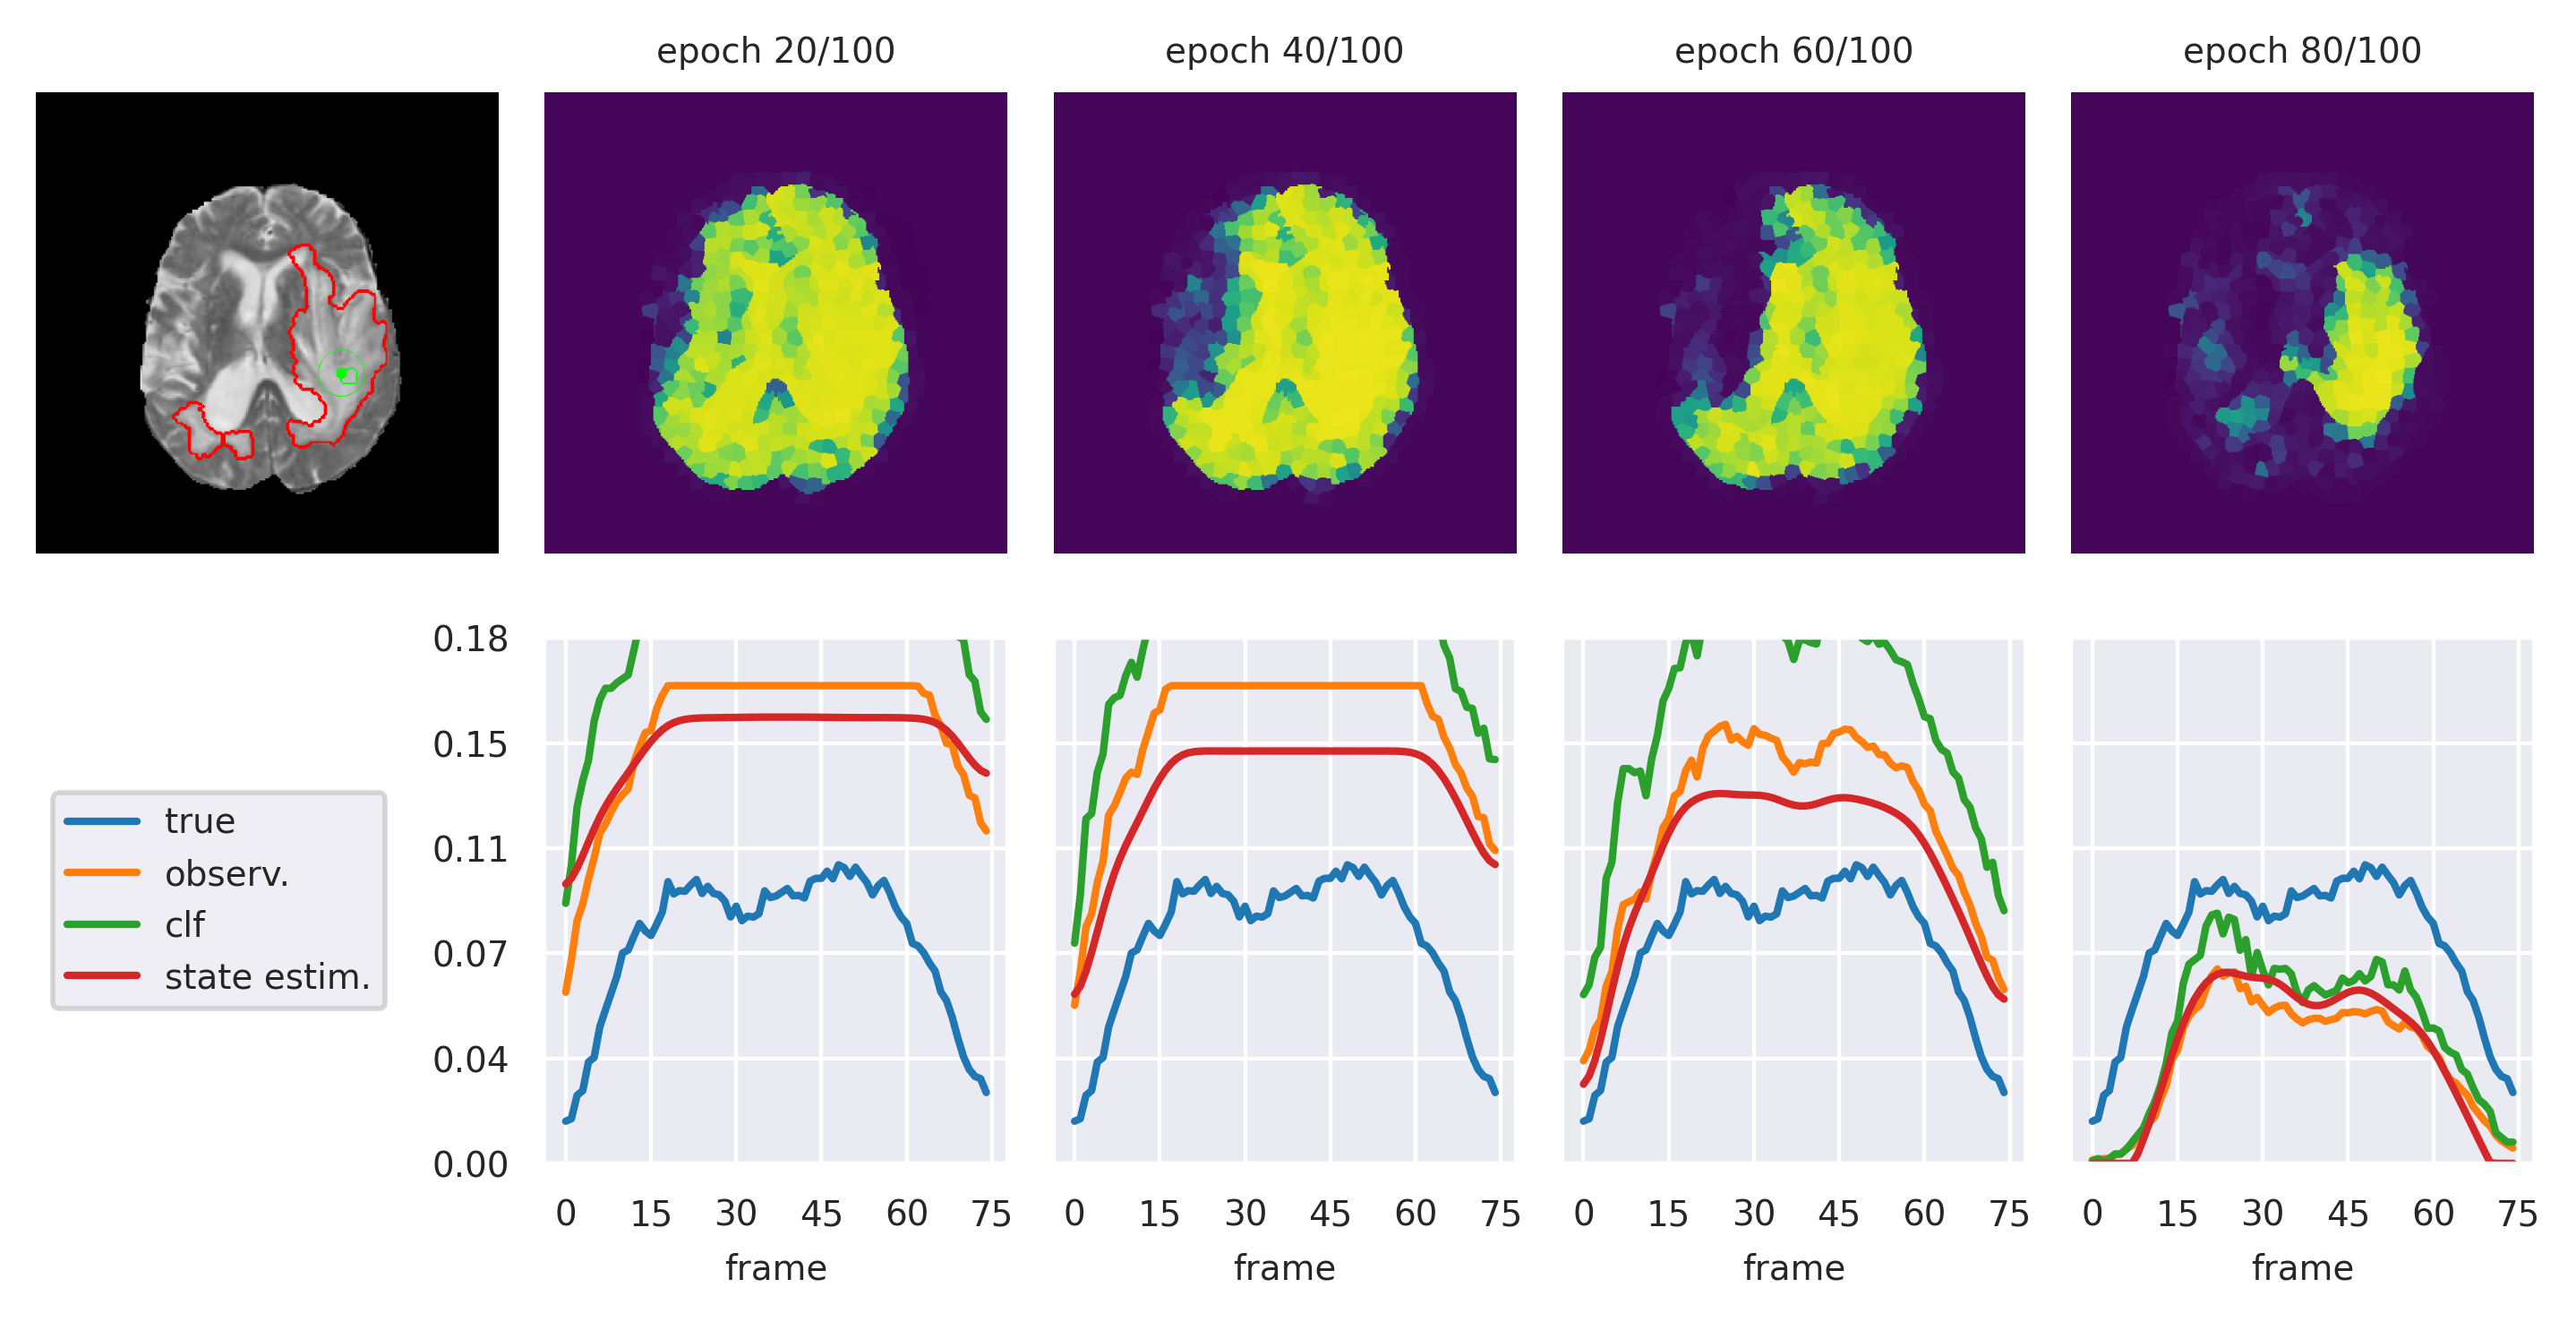 epoch 20/100
epoch 40/100
epoch 60/100
epoch 80/100
true
observ.
clf
state estim.
0.18
0.15
0.11
0.07
0.04
0.00
0 15 30 45 60 75
0 15 30 45 60 75
0 15 30 45 60 75
0 15 30 45 60 75
frame
frame
frame
frame